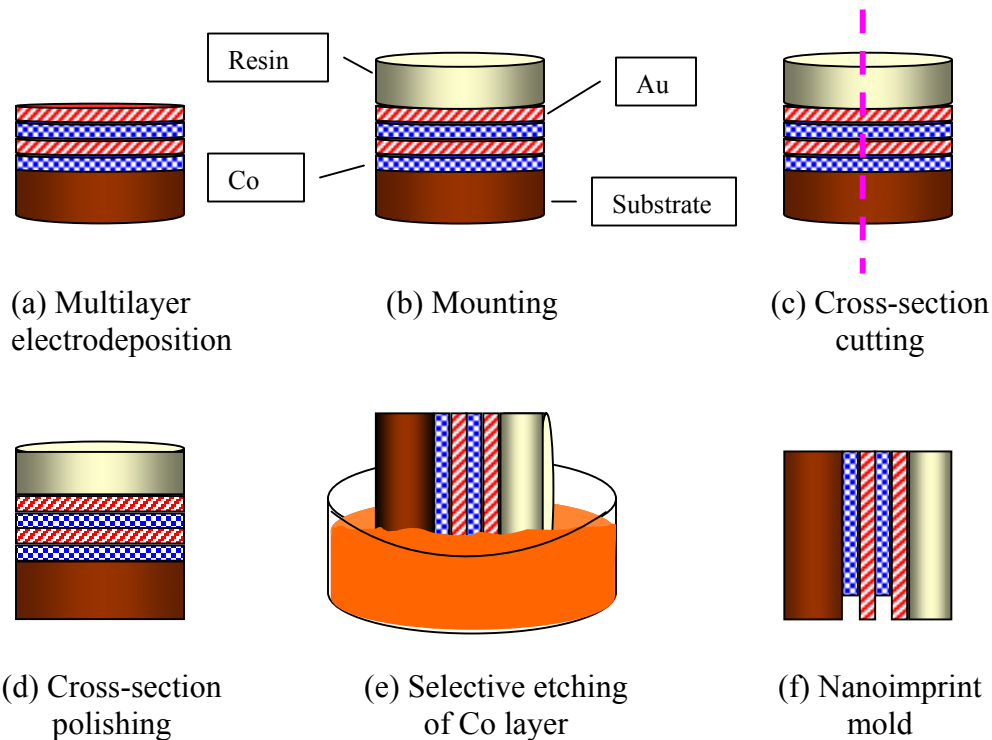 Resin
Au
Co
Substrate
(a) Multilayer
electrodeposition
(b) Mounting
(c) Cross-section
cutting
(d) Cross-section
polishing
(e) Selective etching
of Co layer
(f) Nanoimprint
mold